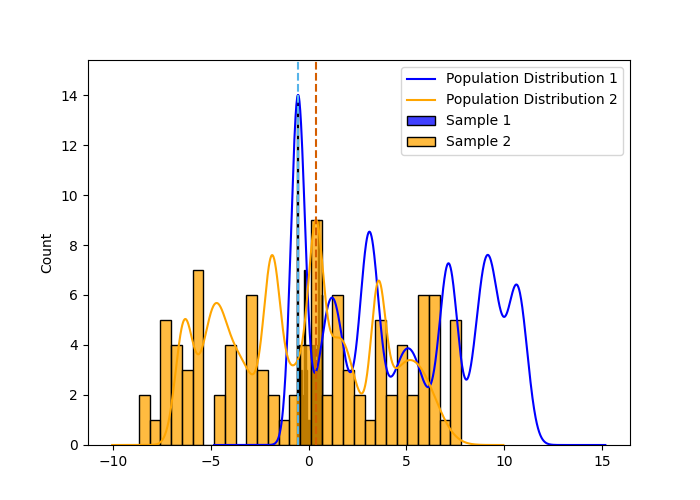 Population Distribution 1
Population Distribution 2
Sample 1
Sample 2
Count
14
12
10
8
6
4
2
0
−10 −5 0 5 10 15